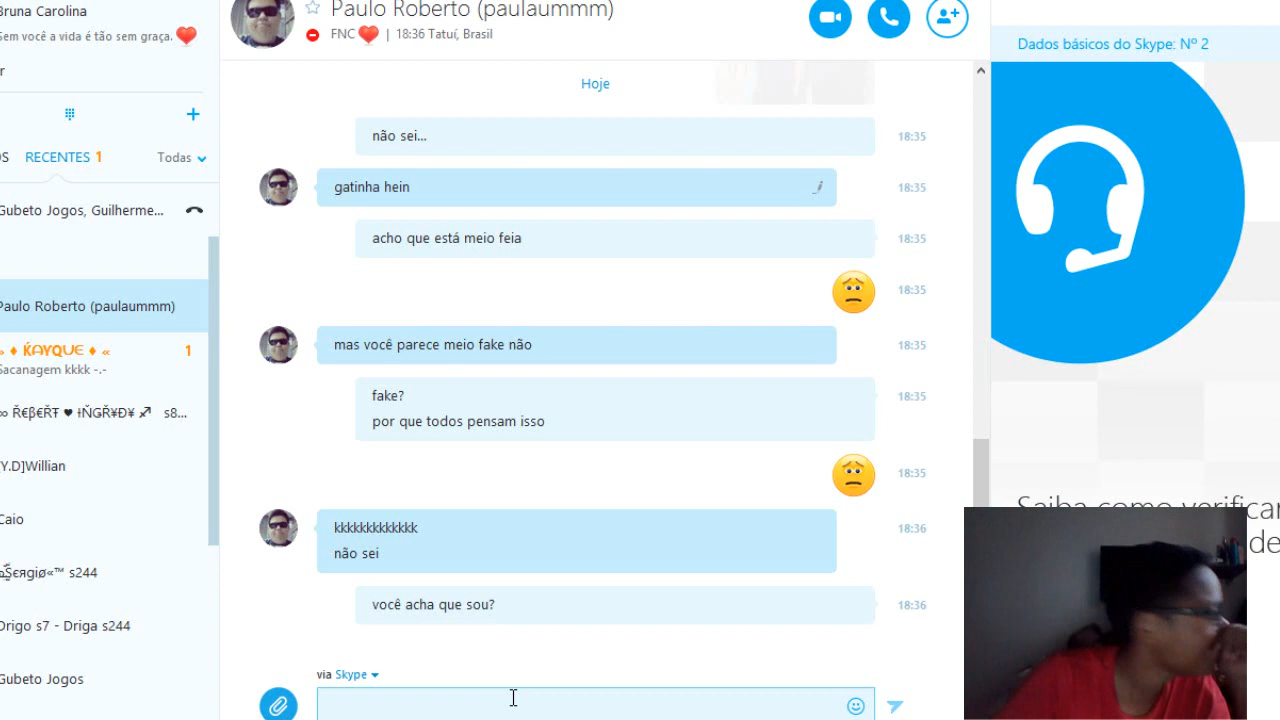 Bruna Carolina
Sem você a vida é tão sem graça.
r
RECENTES 1
Todas
Gubeto Jogos, Guilherme...
Paulo Roberto (paulaummm)
1
Sacanagem kkkk -.-
s8...
[Y.D]Willian
Caio
s244
Drigo s7 - Driga s244
Gubeto Jogos
Paulo Roberto (paulaummm)
FNC | 18:36 Tatuí, Brasil
Hoje
não sei... 18:35
gatinha hein 18:35
acho que está meio feia 18:35
18:35
mas você parece meio fake não 18:35
fake? 18:35
por que todos pensam isso
18:35
kkkkkkkkkkkkk 18:36
não sei
você acha que sou? 18:36
via Skype
Dados básicos do Skype: Nº 2
Saiba como verificar
de